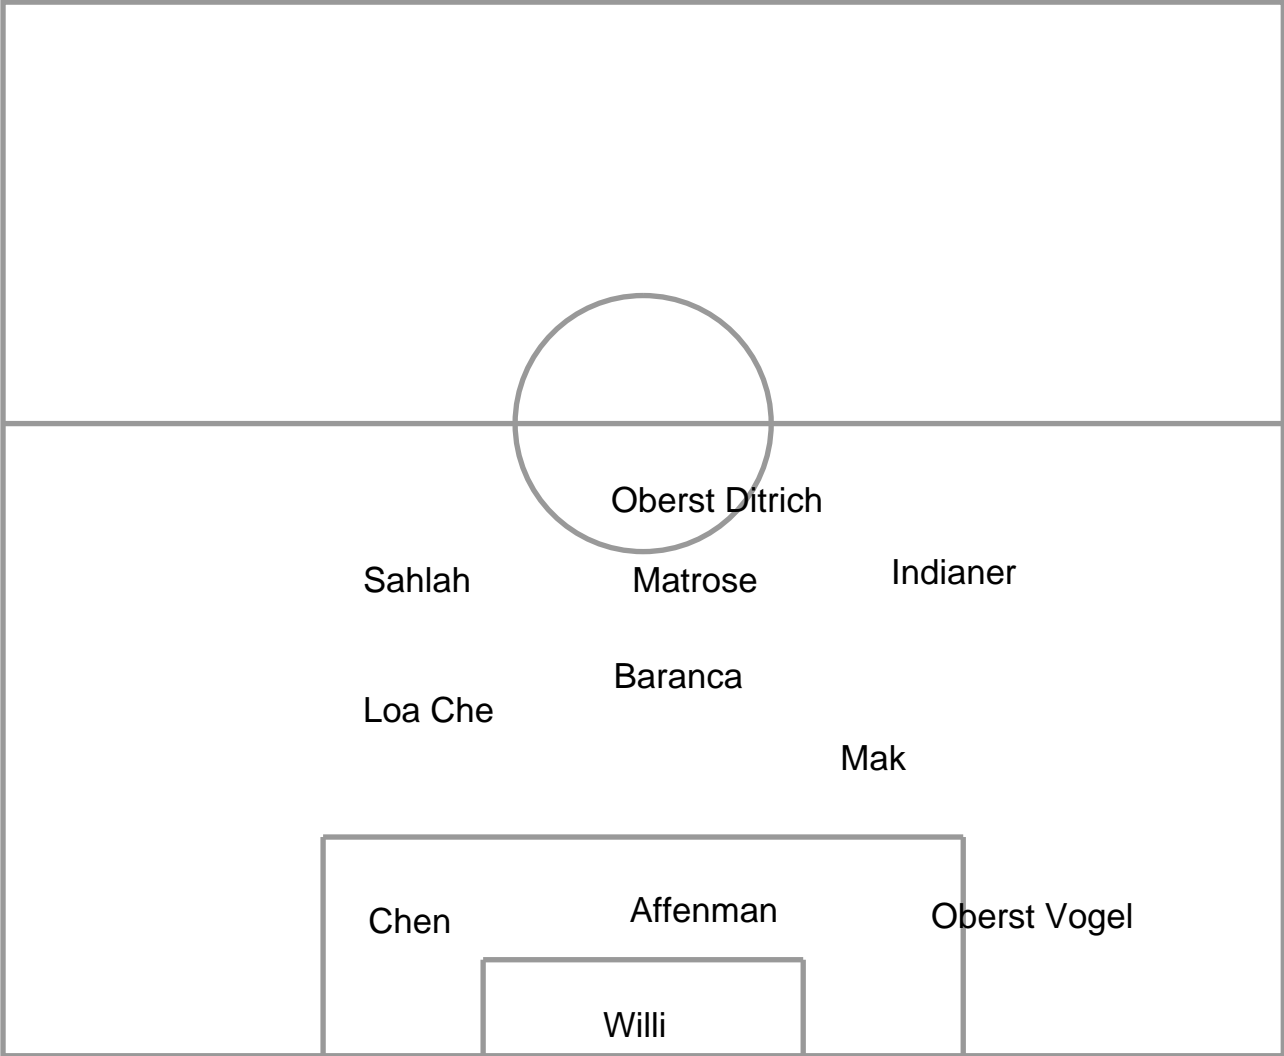 Oberst Ditrich
Sahlah
Matrose
Indianer
Baranca
Loa Che
Mak
Chen
Affenman
Oberst Vogel
Willi